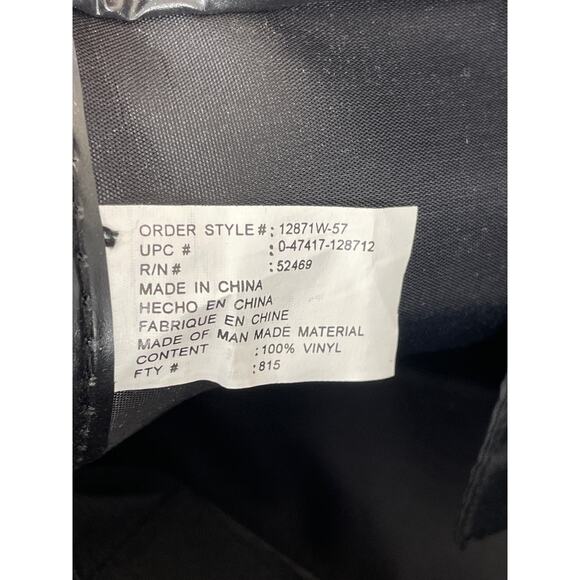 ORDER STYLE # : 12871W-57
UPC # : 0-47417-128712
R/N# : 52469
MADE IN CHINA
HECHO EN CHINA
FABRIQUE EN CHINE
MADE OF MAN MADE MATERIAL
CONTENT : 100% VINYL
FTY # : 815